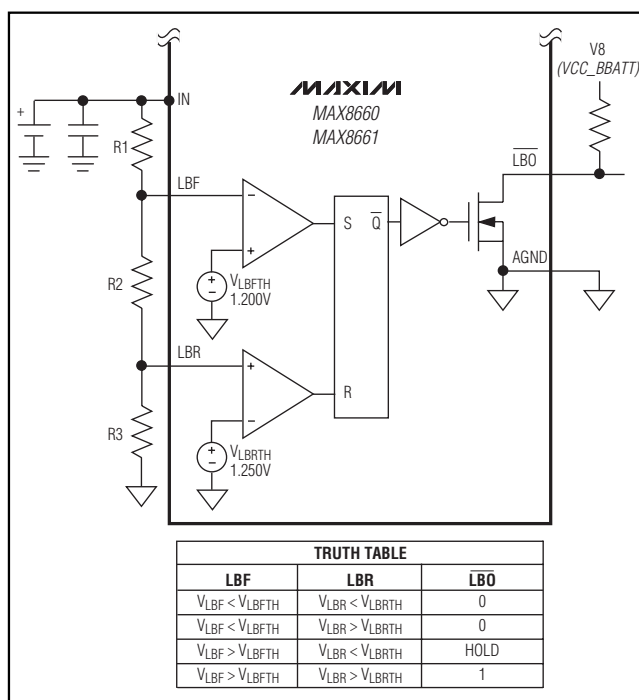 V8
(VCC_BBATT)
MAXIM
MAX8660
MAX8661
IN
+
R1
LBO
LBF
−
S
Q
+
AGND
VLBFTH
1.200V
+
−
R2
LBR
+
R
−
R3
VLBRTH
1.250V
+
−
TRUTH TABLE
LBF LBR LBO
VLBF < VLBFTH VLBR < VLBRTH 0
VLBF < VLBFTH VLBR > VLBRTH 0
VLBF > VLBFTH VLBR < VLBRTH HOLD
VLBF > VLBFTH VLBR > VLBRTH 1